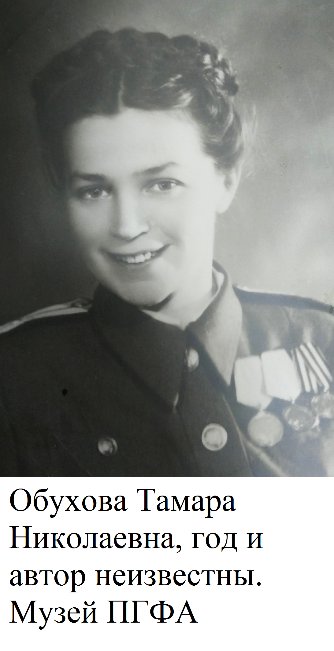 Обухова Тамара
Николаевна, год и
автор неизвестны.
Музей ПГФА